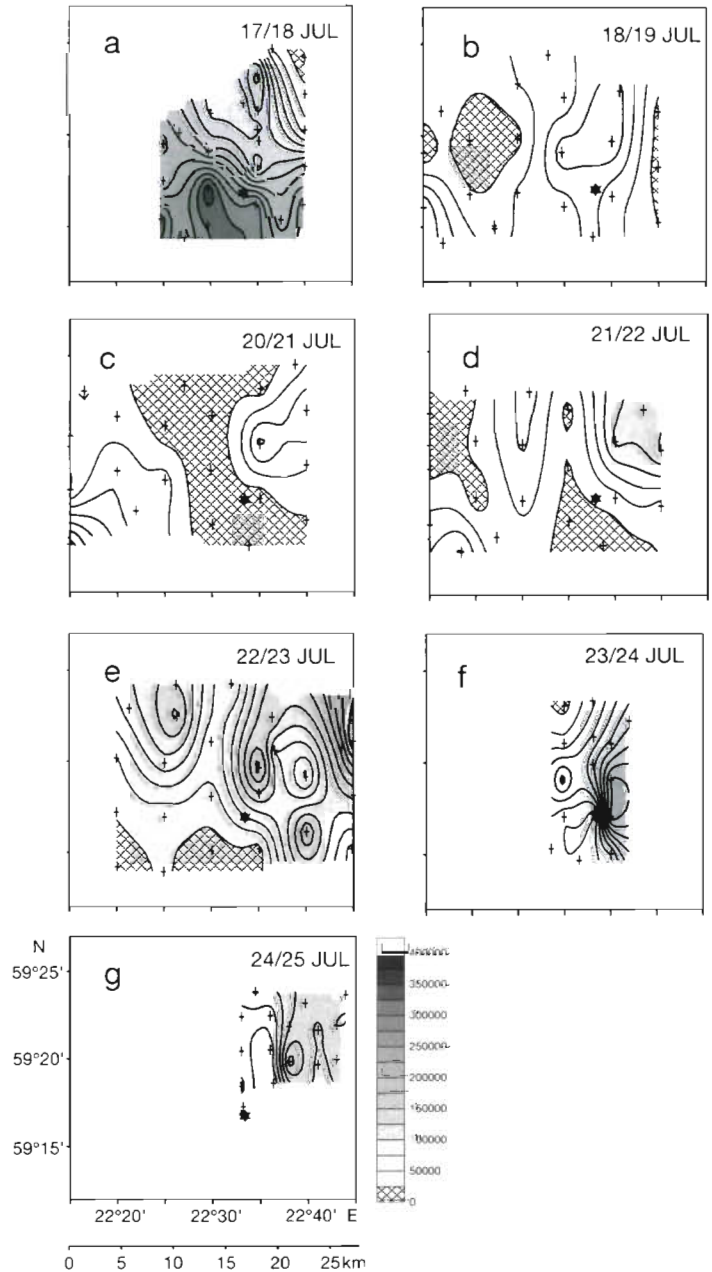 a 17/18 JUL
b 18/19 JUL
c 20/21 JUL
d 21/22 JUL
e 22/23 JUL
f 23/24 JUL
g 24/25 JUL
N
59°25'
59°20'
59°15'
22°20' 22°30' 22°40' E
0 5 10 15 20 25km
350000
300000
250000
200000
150000
100000
50000
0